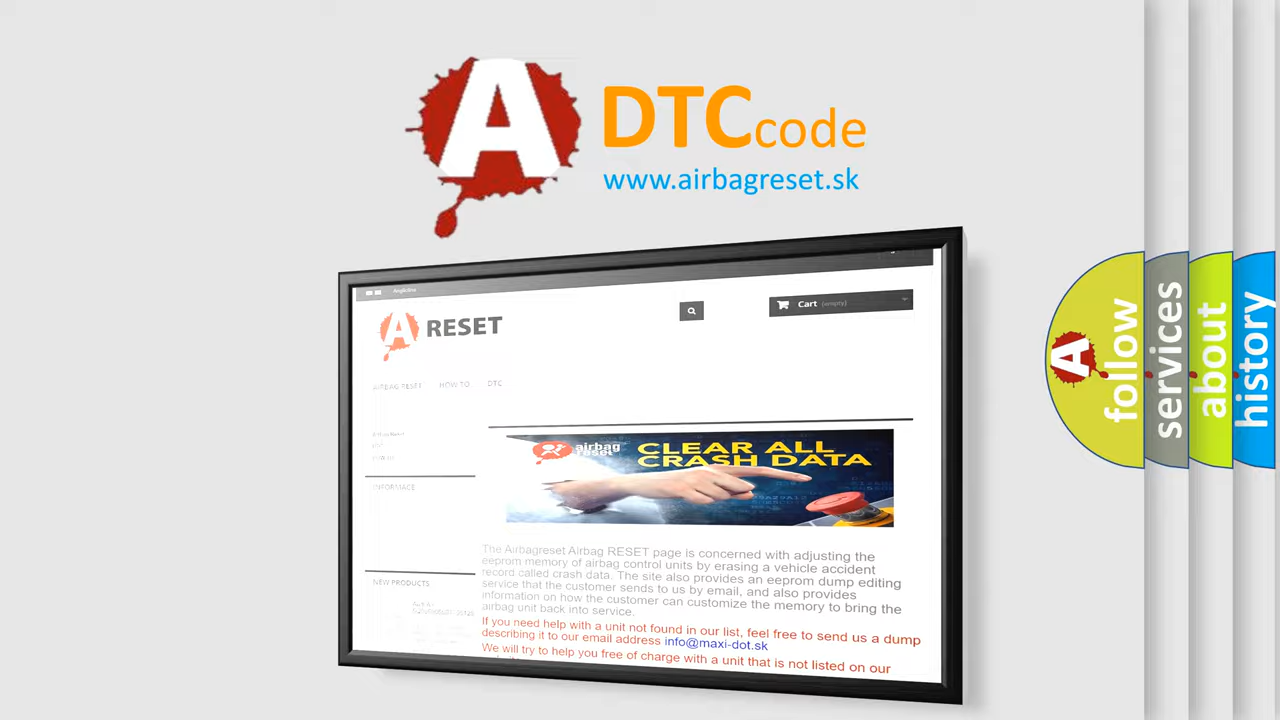 A DTCcode
www.airbagreset.sk
A RESET
Cart (empty)
AIRBAG RESET HOW TO DTC
airbag
reset
CLEAR ALL
CRASH DATA
INFORMACE
NEW PRODUCTS
The Airbagreset Airbag RESET page is concerned with adjusting the
eeprom memory of airbag control units by erasing a vehicle accident
record called crash data. The site also provides an eeprom dump editing
service that the customer sends to us by email, and also provides
information on how the customer can customize the memory to bring the
airbag unit back into service.
If you need help with a unit not found in our list, feel free to send us a dump
describing it to our email address info@maxi-dot.sk
We will try to help you free of charge with a unit that is not listed on our
A follow
services
about
history